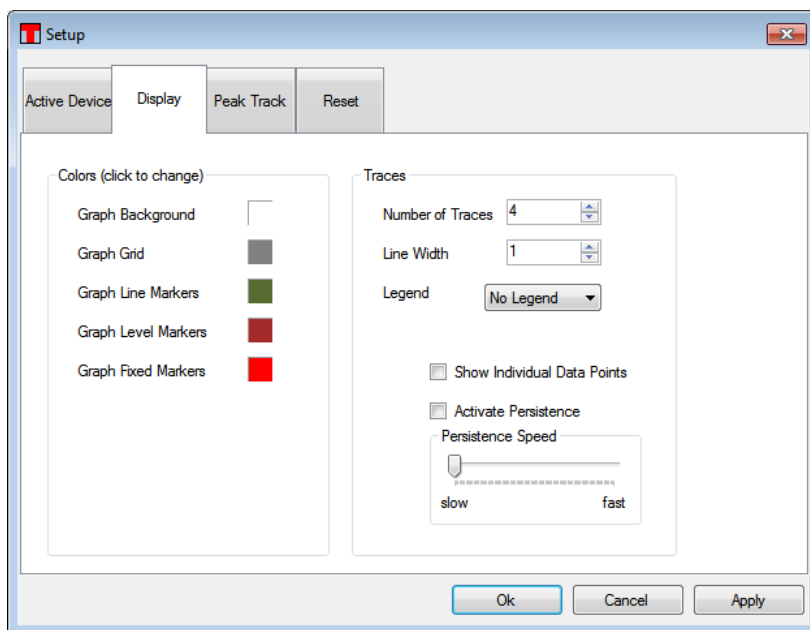 Setup
Active Device Display Peak Track Reset
Colors (click to change)
Graph Background
Graph Grid
Graph Line Markers
Graph Level Markers
Graph Fixed Markers
Traces
Number of Traces 4
Line Width 1
Legend No Legend
Show Individual Data Points
Activate Persistence
Persistence Speed
slow fast
Ok Cancel Apply